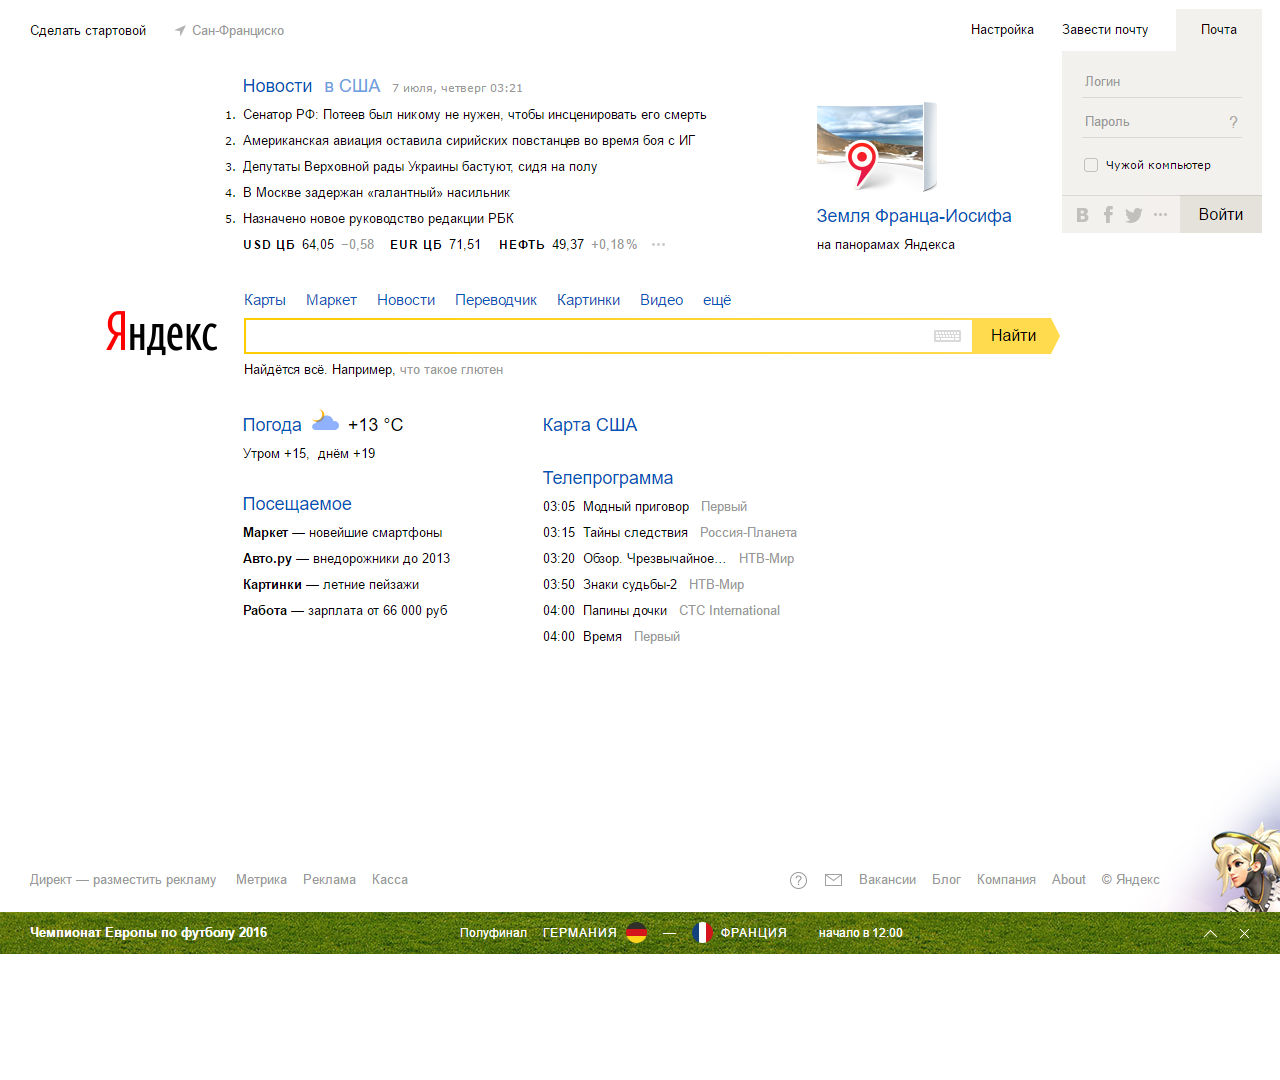 Сделать стартовой Сан-Франциско Настройка Завести почту Почта
Новости в США 7 июля, четверг 03:21
1. Сенатор РФ: Потеев был никому не нужен, чтобы инсценировать его смерть
2. Американская авиация оставила сирийских повстанцев во время боя с ИГ
3. Депутаты Верховной рады Украины бастуют, сидя на полу
4. В Москве задержан «галантный» насильник
5. Назначено новое руководство редакции РБК
USD ЦБ 64,05 −0,58 EUR ЦБ 71,51 НЕФТЬ 49,37 +0,18% •••
Земля Франца-Иосифа
на панорамах Яндекса
Логин
Пароль ?
Чужой компьютер
Войти
Карты Маркет Новости Переводчик Картинки Видео ещё
Яндекс Найти
Найдётся всё. Например, что такое глютен
Погода +13 °C
Утром +15, днём +19
Посещаемое
Маркет — новейшие смартфоны
Авто.ру — внедорожники до 2013
Картинки — летние пейзажи
Работа — зарплата от 66 000 руб
Карта США
Телепрограмма
03:05 Модный приговор Первый
03:15 Тайны следствия Россия-Планета
03:20 Обзор. Чрезвычайное... НТВ-Мир
03:50 Знаки судьбы-2 НТВ-Мир
04:00 Папины дочки СТС International
04:00 Время Первый
Директ — разместить рекламу Метрика Реклама Касса ? Вакансии Блог Компания About © Яндекс
Чемпионат Европы по футболу 2016 Полуфинал ГЕРМАНИЯ — ФРАНЦИЯ начало в 12:00